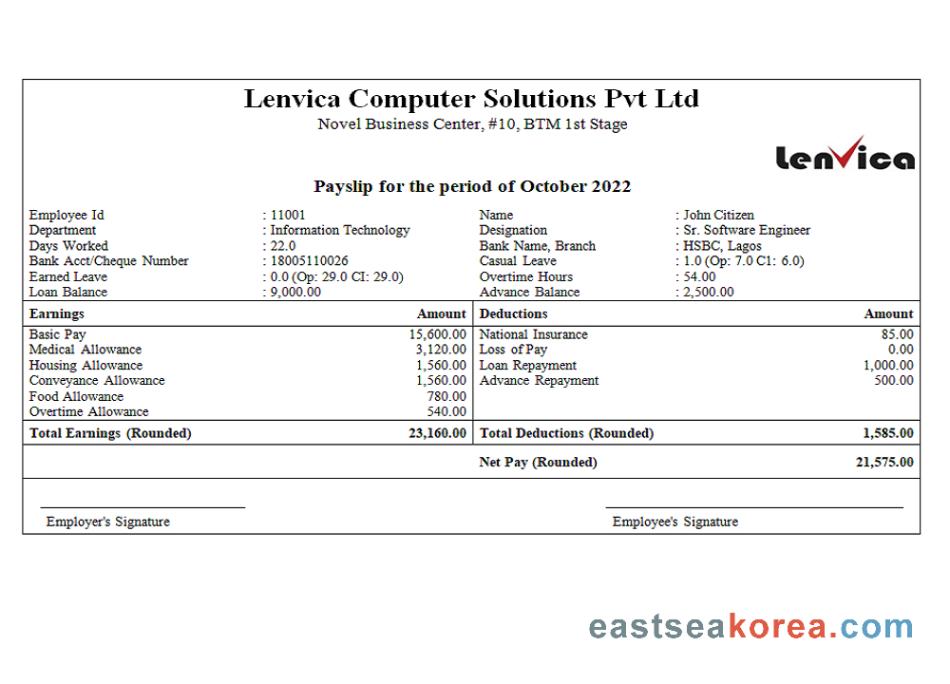 Lenvica Computer Solutions Pvt Ltd
Novel Business Center, #10, BTM 1st Stage
Lenvica
Payslip for the period of October 2022
Employee Id : 11001 Name : John Citizen
Department : Information Technology Designation : Sr. Software Engineer
Days Worked : 22.0 Bank Name, Branch : HSBC, Lagos
Bank Acct/Cheque Number : 18005110026 Casual Leave : 1.0 (Op: 7.0 C1: 6.0)
Earned Leave : 0.0 (Op: 29.0 CI: 29.0) Overtime Hours : 54.00
Loan Balance : 9,000.00 Advance Balance : 2,500.00
Earnings Amount Deductions Amount
Basic Pay 15,600.00 National Insurance 85.00
Medical Allowance 3,120.00 Loss of Pay 0.00
Housing Allowance 1,560.00 Loan Repayment 1,000.00
Conveyance Allowance 1,560.00 Advance Repayment 500.00
Food Allowance 780.00
Overtime Allowance 540.00
Total Earnings (Rounded) 23,160.00 Total Deductions (Rounded) 1,585.00
Net Pay (Rounded) 21,575.00
Employer's Signature Employee's Signature
eastseakorea.com